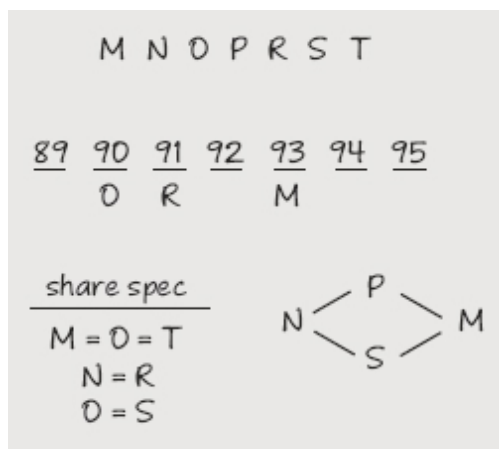 M N O P R S T
89 90 91 92 93 94 95
O R M
share spec
M = O = T
N = R
O = S
P
N M
S